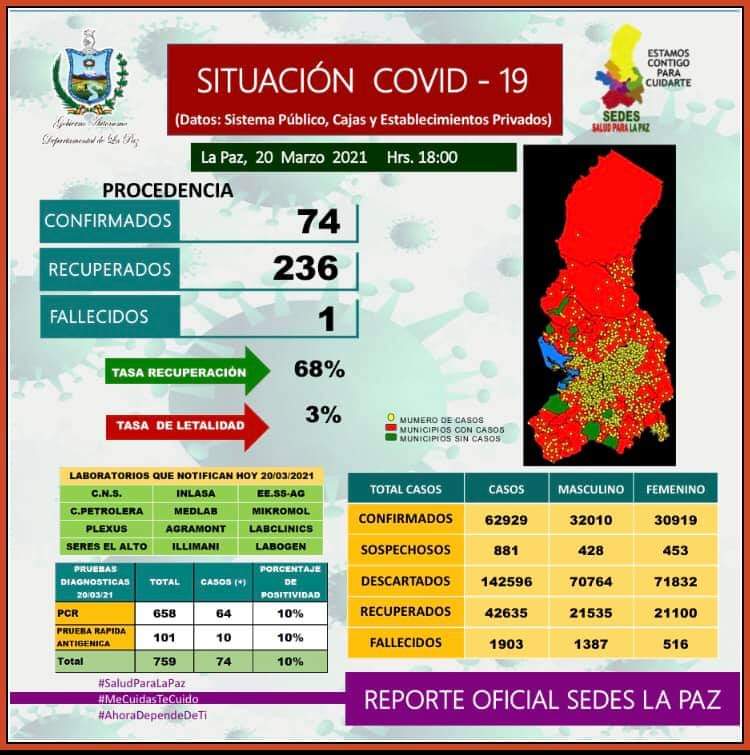 Gobierno Autónomo
Departamental de La Paz
SITUACIÓN COVID - 19
(Datos: Sistema Público, Cajas y Establecimientos Privados)
ESTAMOS
CONTIGO
PARA
CUIDARTE
SEDES
SALUD PARA LA PAZ
La Paz, 20 Marzo 2021 Hrs. 18:00
PROCEDENCIA
CONFIRMADOS 74
RECUPERADOS 236
FALLECIDOS 1
TASA RECUPERACIÓN 68%
TASA DE LETALIDAD 3%
MUMERO DE CASOS
MUNICIPIOS CON CASOS
MUNICIPIOS SIN CASOS
LABORATORIOS QUE NOTIFICAN HOY 20/03/2021
C.N.S. INLASA EE.SS-AG
C.PETROLERA MEDLAB MIKROMOL
PLEXUS AGRAMONT LABCLINICS
SERES EL ALTO ILLIMANI LABOGEN
PRUEBAS
DIAGNOSTICAS
20/03/21
TOTAL
CASOS (+)
PORCENTAJE
DE
POSITIVIDAD
PCR 658 64 10%
PRUEBA RAPIDA
ANTIGENICA
101 10 10%
Total 759 74 10%
TOTAL CASOS CASOS MASCULINO FEMENINO
CONFIRMADOS 62929 32010 30919
SOSPECHOSOS 881 428 453
DESCARTADOS 142596 70764 71832
RECUPERADOS 42635 21535 21100
FALLECIDOS 1903 1387 516
#SaludParaLaPaz
#MeCuidasTeCuido
#AhoraDependeDeTi
REPORTE OFICIAL SEDES LA PAZ